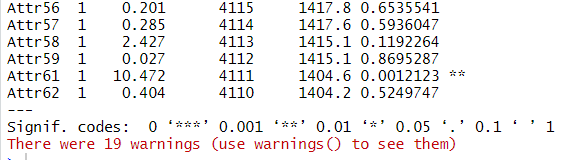 Attr56  1    0.201      4115     1417.8 0.6535541
Attr57  1    0.285      4114     1417.6 0.5936047
Attr58  1    2.427      4113     1415.1 0.1192264
Attr59  1    0.027      4112     1415.1 0.8695287
Attr61  1   10.472      4111     1404.6 0.0012123 **
Attr62  1    0.404      4110     1404.2 0.5249747
---
Signif. codes:  0 ‘***’ 0.001 ‘**’ 0.01 ‘*’ 0.05 ‘.’ 0.1 ‘ ’ 1
There were 19 warnings (use warnings() to see them)